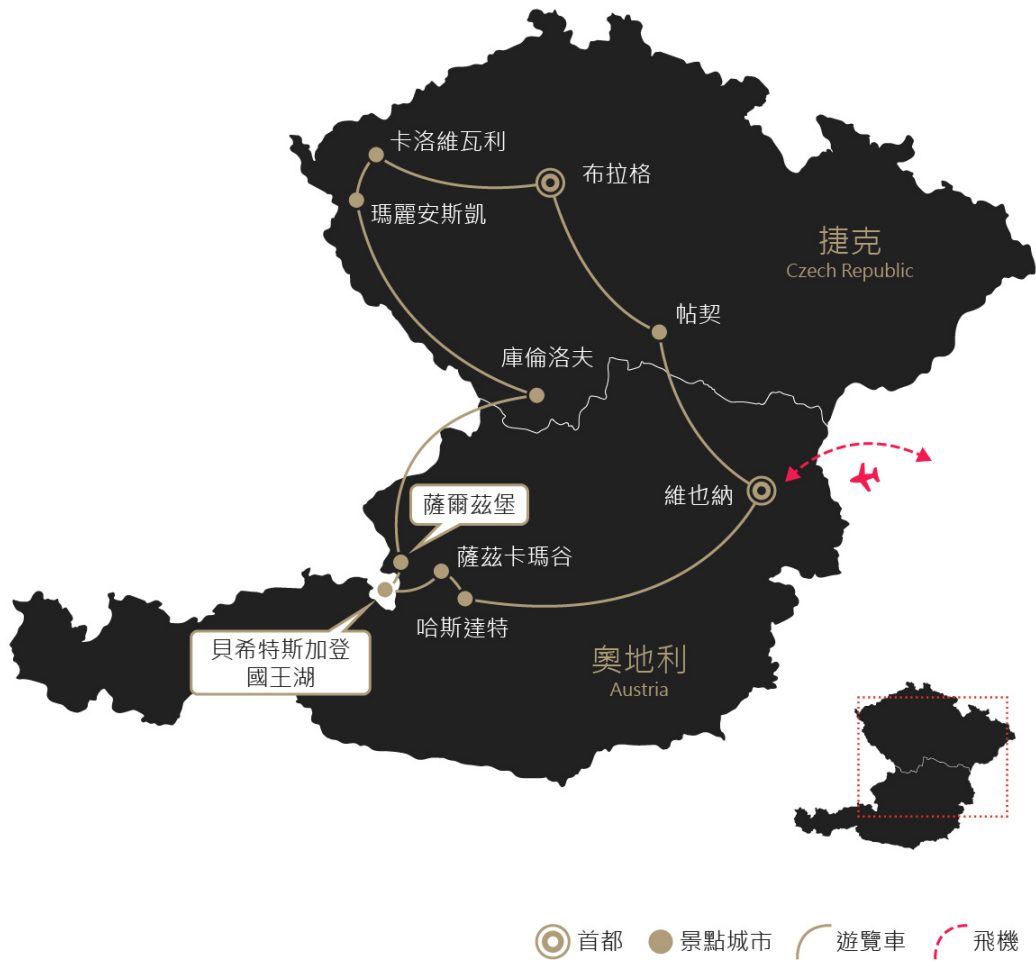 卡洛維瓦利
布拉格
瑪麗安斯凱
捷克
Czech Republic
帖契
庫倫洛夫
維也納
薩爾茲堡
薩茲卡瑪谷
哈斯達特
貝希特斯加登
國王湖
奧地利
Austria
首都
景點城市
遊覽車
飛機